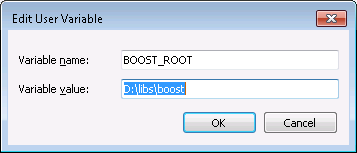 Edit User Variable
Variable name: BOOST_ROOT
Variable value: D:\libs\boost
OK Cancel